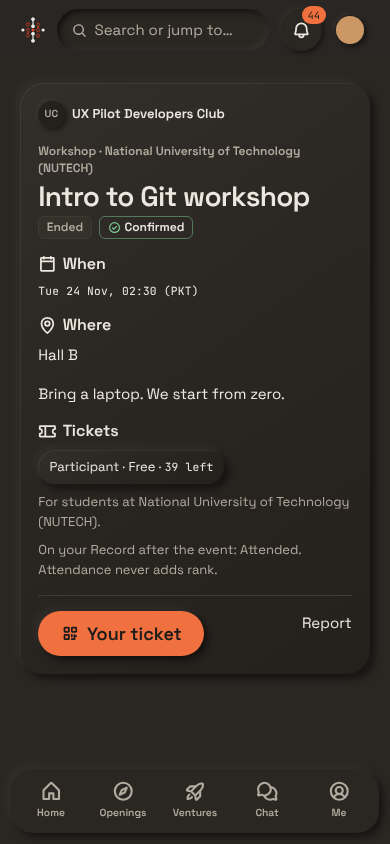 Search or jump to...
44
UC
UX Pilot Developers Club
Workshop · National University of Technology
(NUTECH)
Intro to Git workshop
Ended
Confirmed
When
Tue 24 Nov, 02:30 (PKT)
Where
Hall B
Bring a laptop. We start from zero.
Tickets
Participant · Free · 39 left
For students at National University of Technology
(NUTECH).
On your Record after the event: Attended.
Attendance never adds rank.
Your ticket
Report
Home
Openings
Ventures
Chat
Me